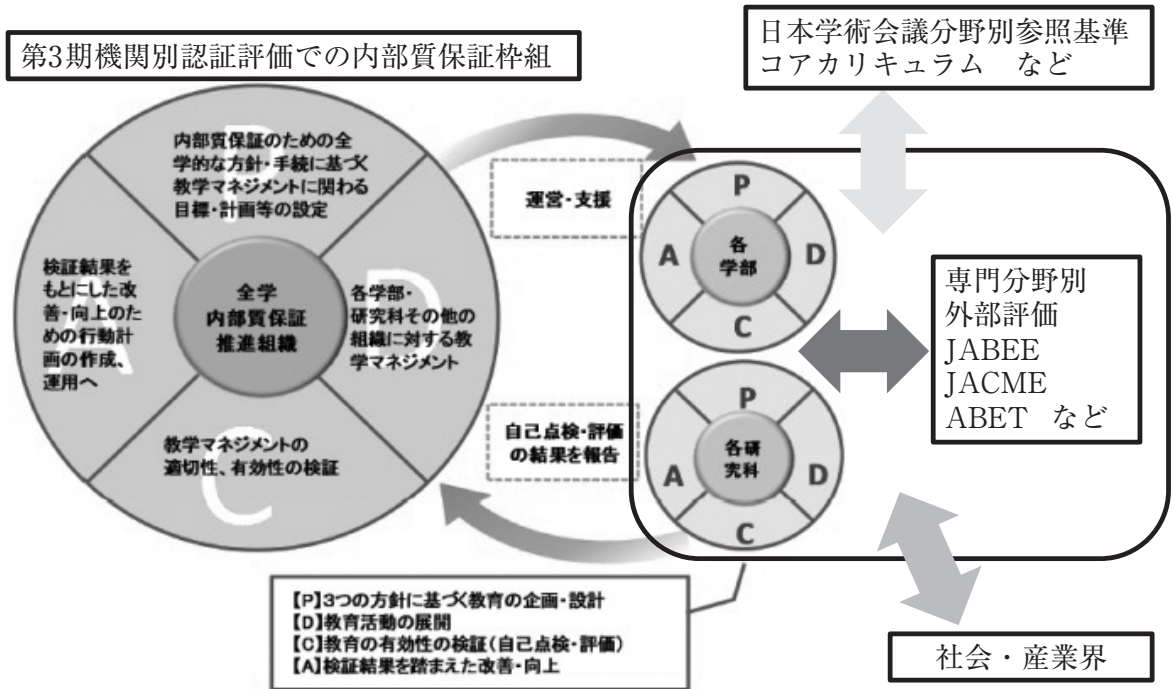 第3期機関別認証評価での内部質保証枠組
日本学術会議分野別参照基準
コアカリキュラム　など
P
内部質保証のための全
学的な方針・手続に基づく
教学マネジメントに関わる
目標・計画等の設定
A
検証結果を
もとにした改
善・向上のた
めの行動計
画の作成、
運用へ
全学
内部質保証
推進組織
D
各学部・
研究科その他の
組織に対する教
学マネジメント
C
教学マネジメントの
適切性、有効性の検証
運営・支援
自己点検・評価
の結果を報告
P
A
各
学部
D
C
P
A
各研
究科
D
C
専門分野別
外部評価
JABEE
JACME
ABET　など
【P】3つの方針に基づく教育の企画・設計
【D】教育活動の展開
【C】教育の有効性の検証（自己点検・評価）
【A】検証結果を踏まえた改善・向上
社会・産業界